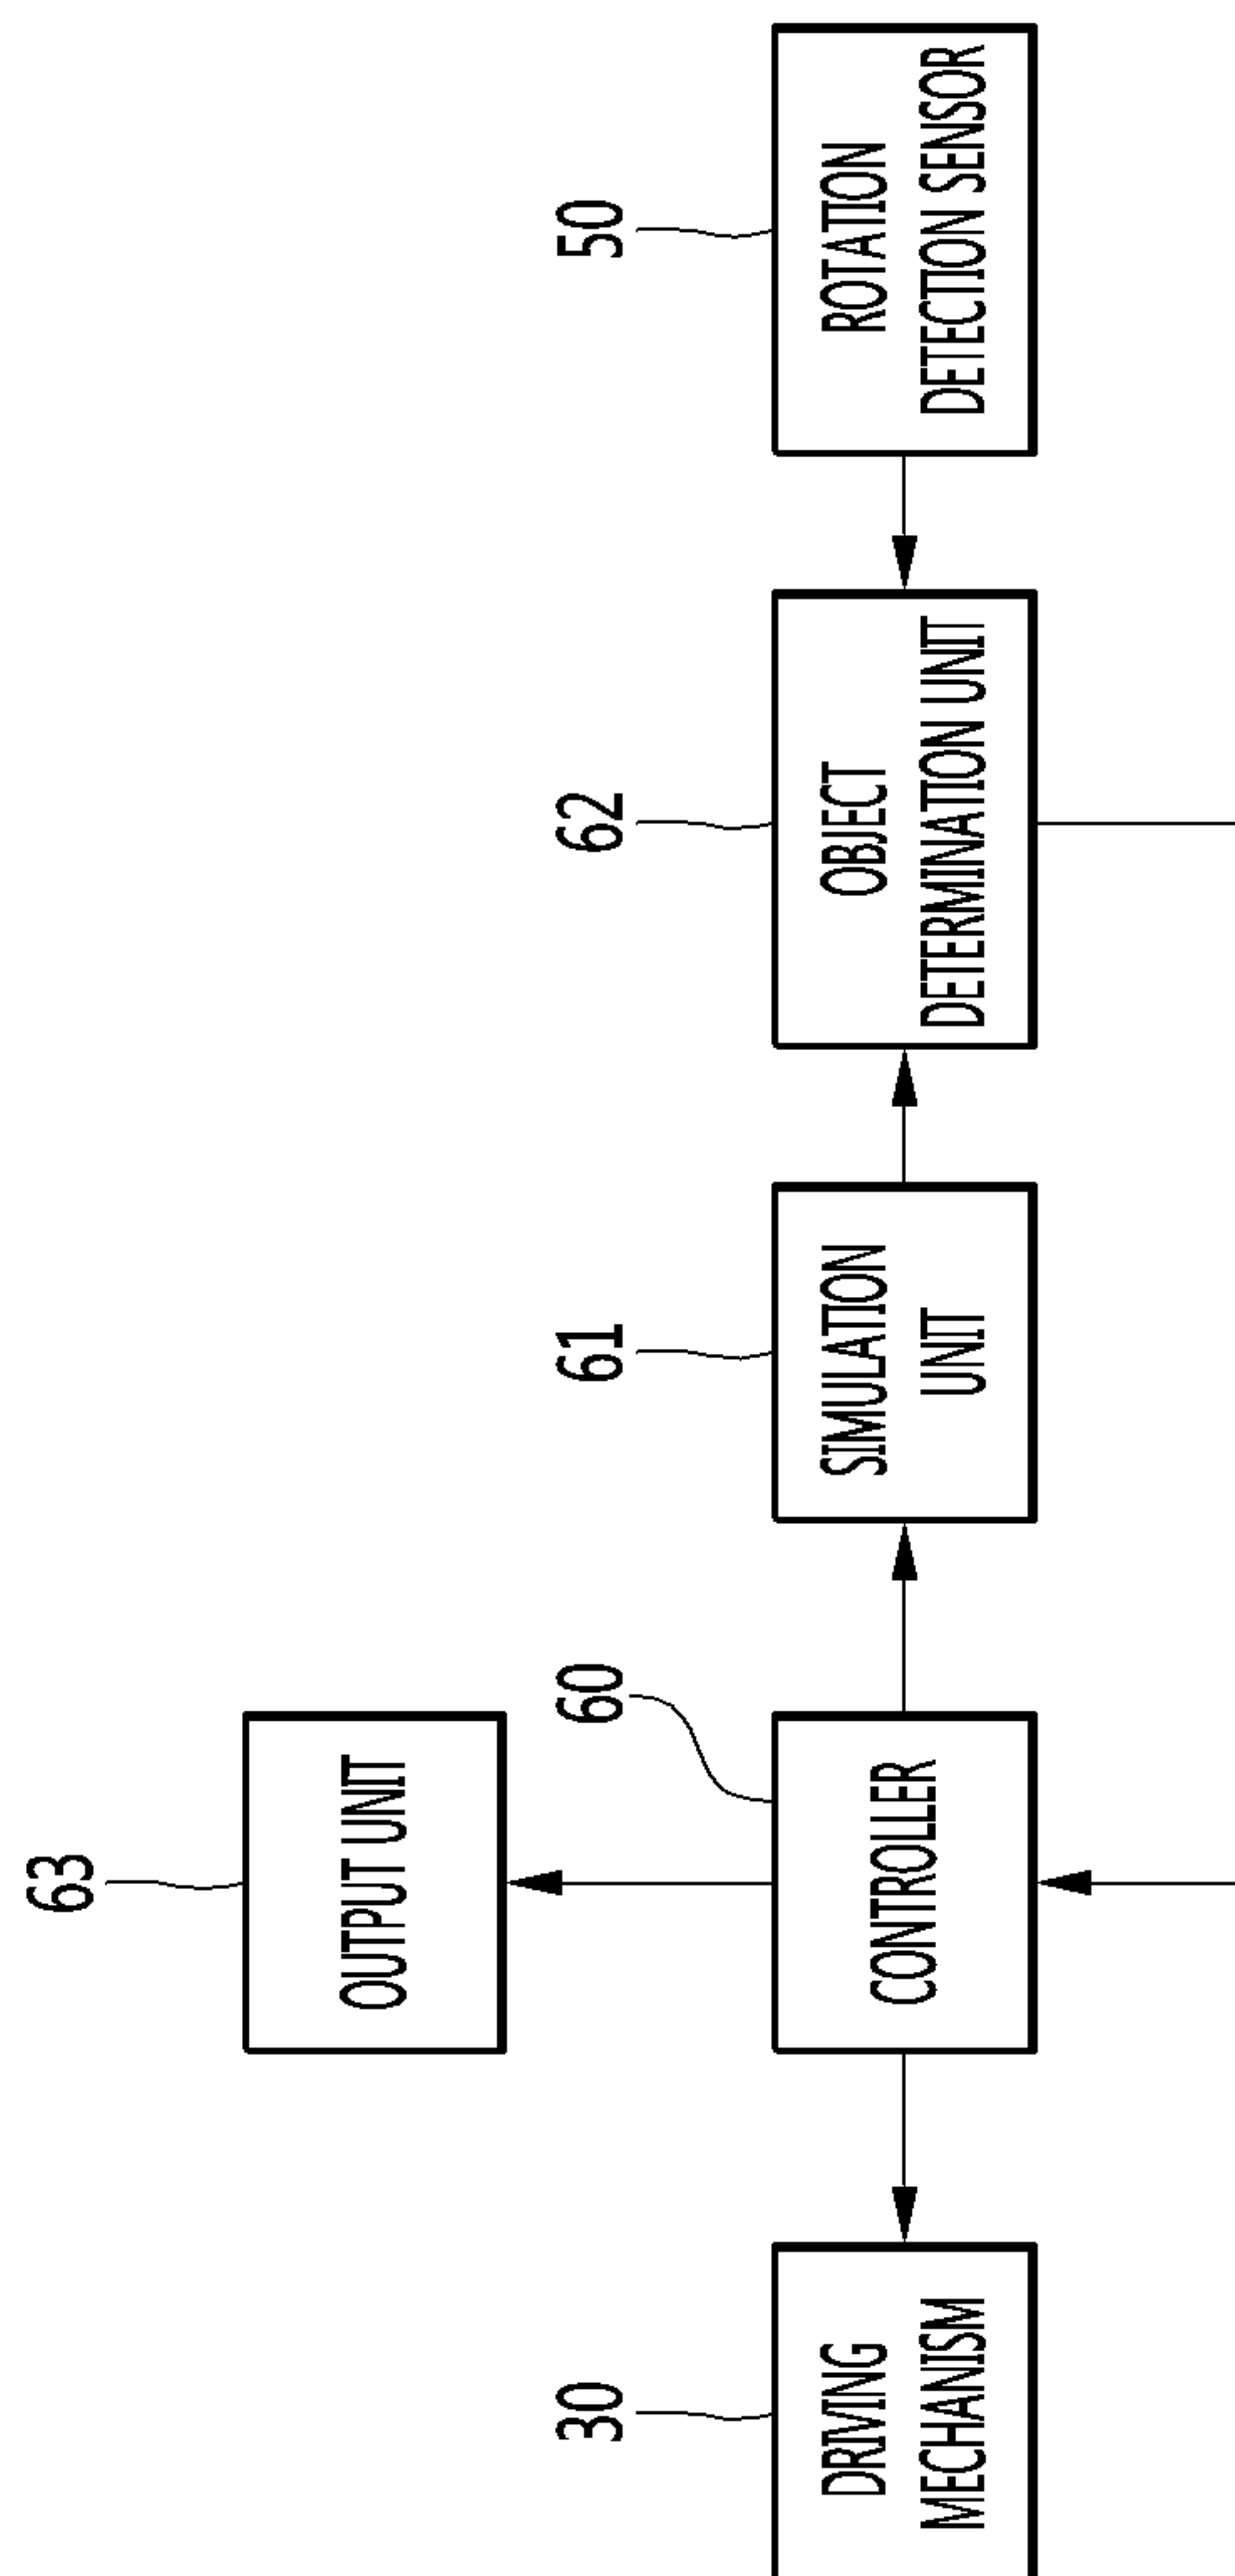 63
OUTPUT UNIT
30
60
61
62
50
DRIVING
MECHANISM
CONTROLLER
SIMULATION
UNIT
OBJECT
DETERMINATION UNIT
ROTATION
DETECTION SENSOR